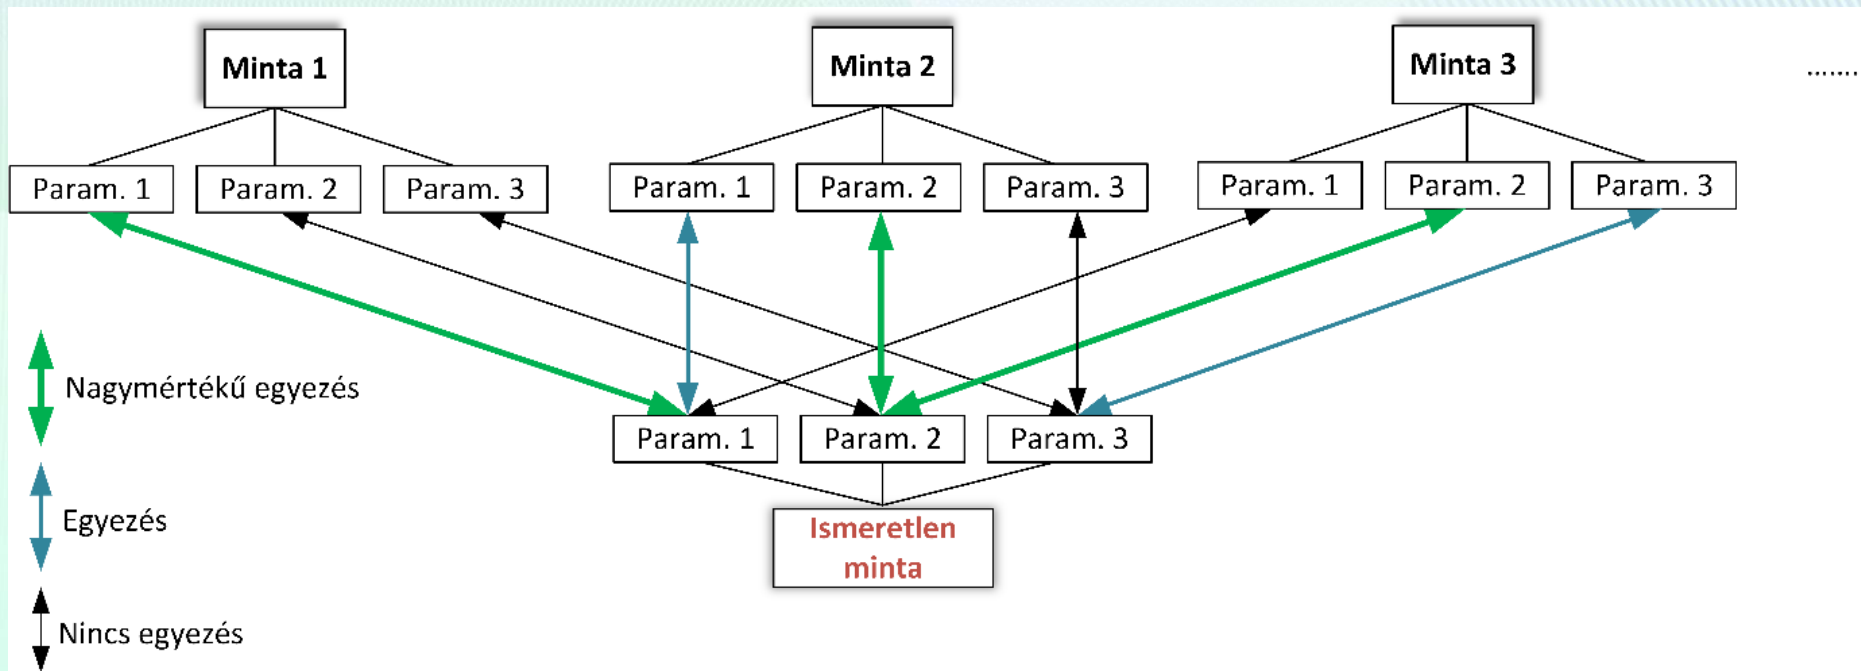 Minta 1
Minta 2
Minta 3
.......
Param. 1
Param. 2
Param. 3
Param. 1
Param. 2
Param. 3
Param. 1
Param. 2
Param. 3
Nagymértékű egyezés
Param. 1
Param. 2
Param. 3
Egyezés
Ismeretlen
minta
Nincs egyezés